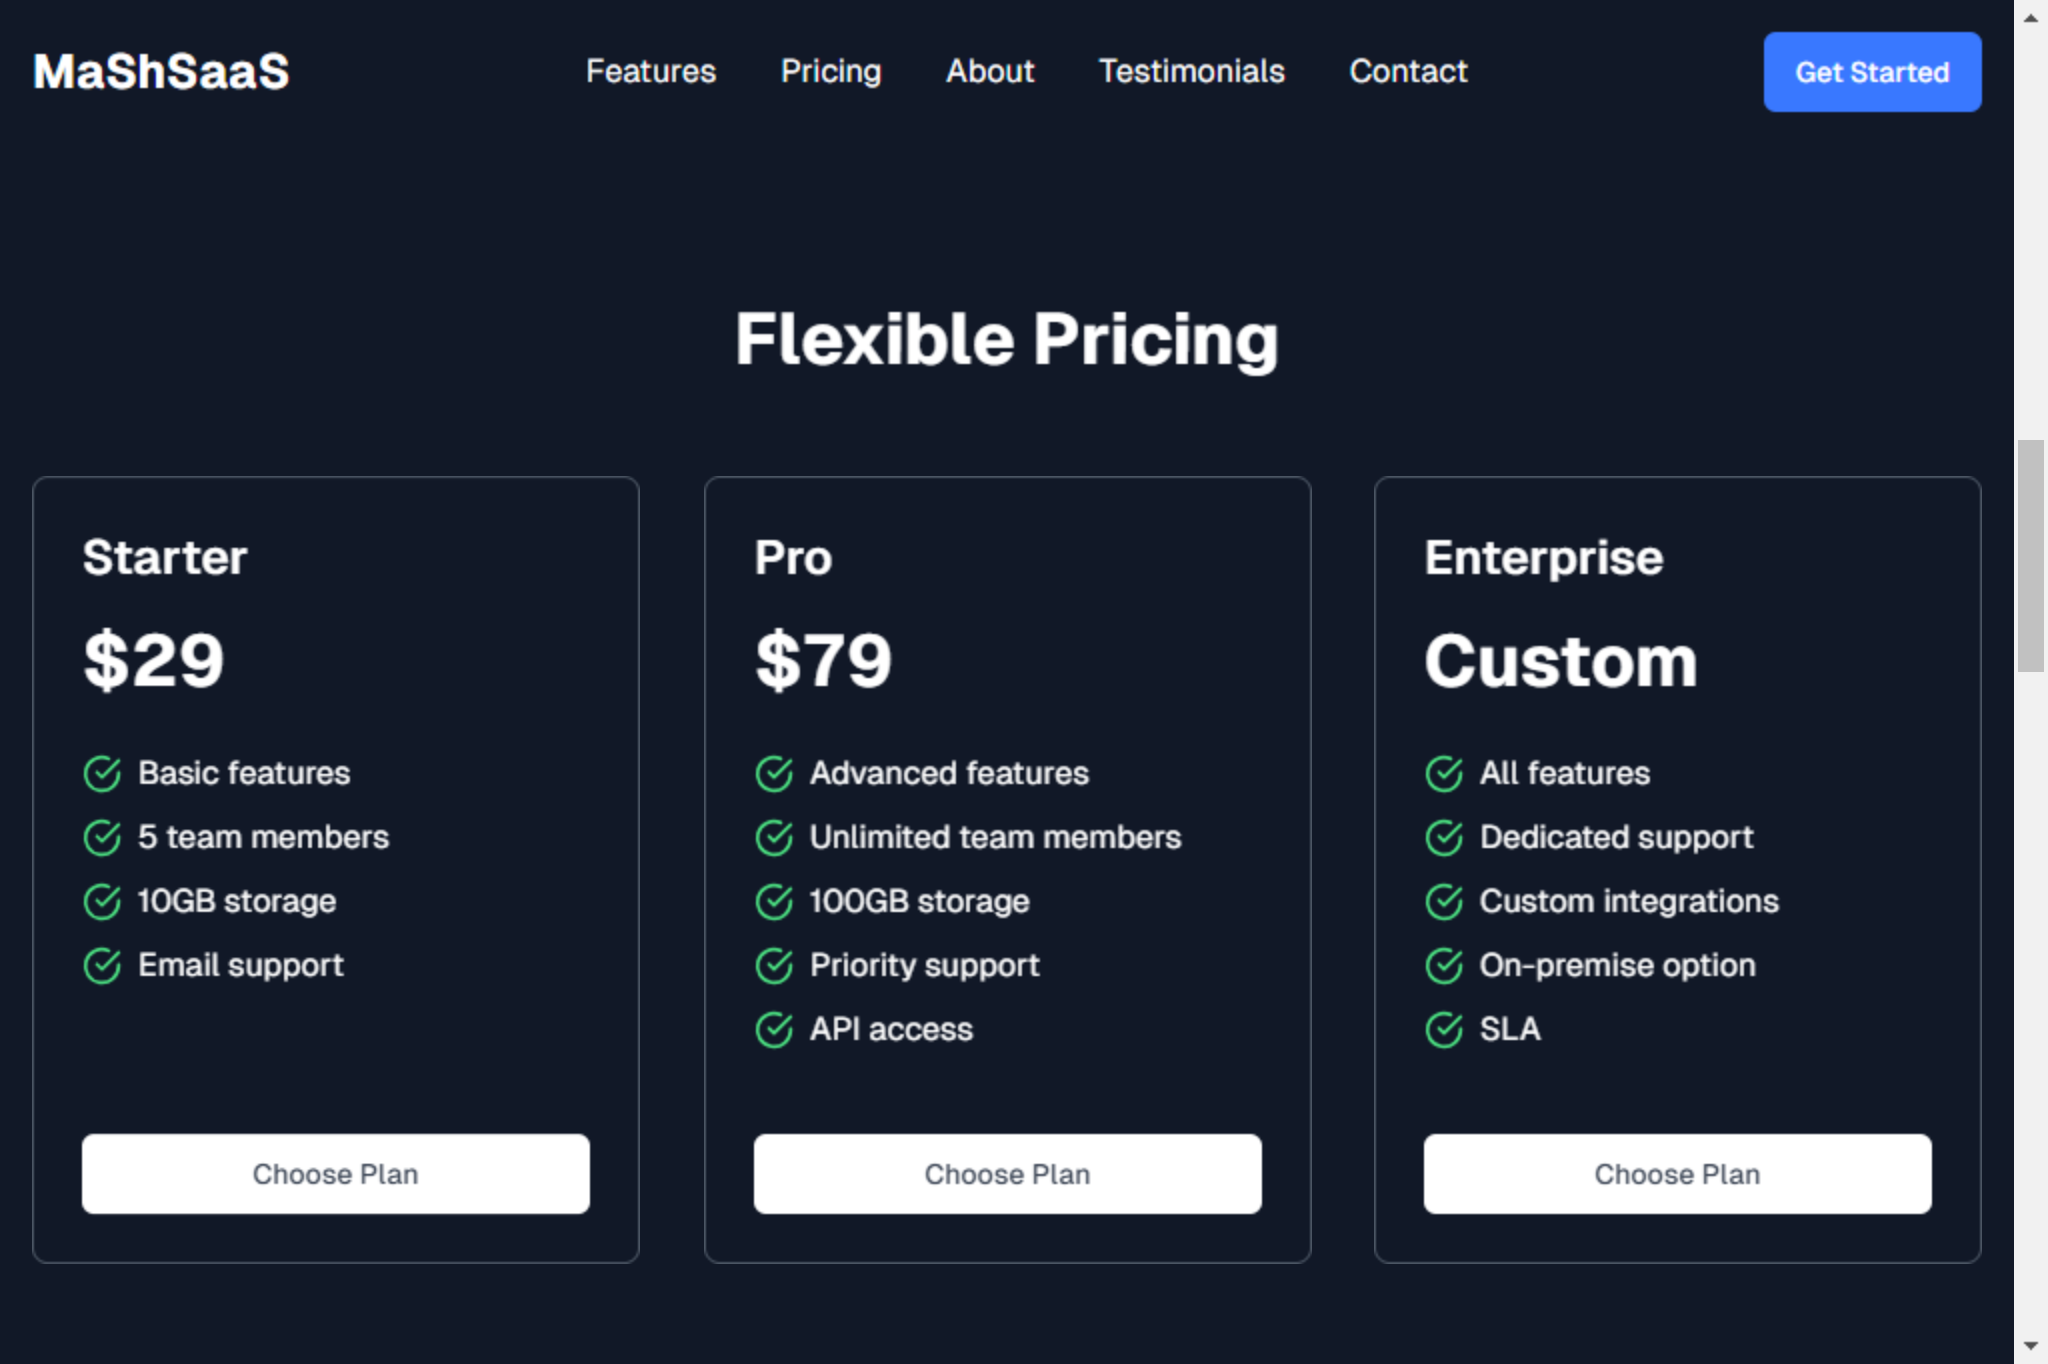 MaShSaaS
Features
Pricing
About
Testimonials
Contact
Get Started
Flexible Pricing
Starter
$29
Basic features
5 team members
10GB storage
Email support
Choose Plan
Pro
$79
Advanced features
Unlimited team members
100GB storage
Priority support
API access
Choose Plan
Enterprise
Custom
All features
Dedicated support
Custom integrations
On-premise option
SLA
Choose Plan